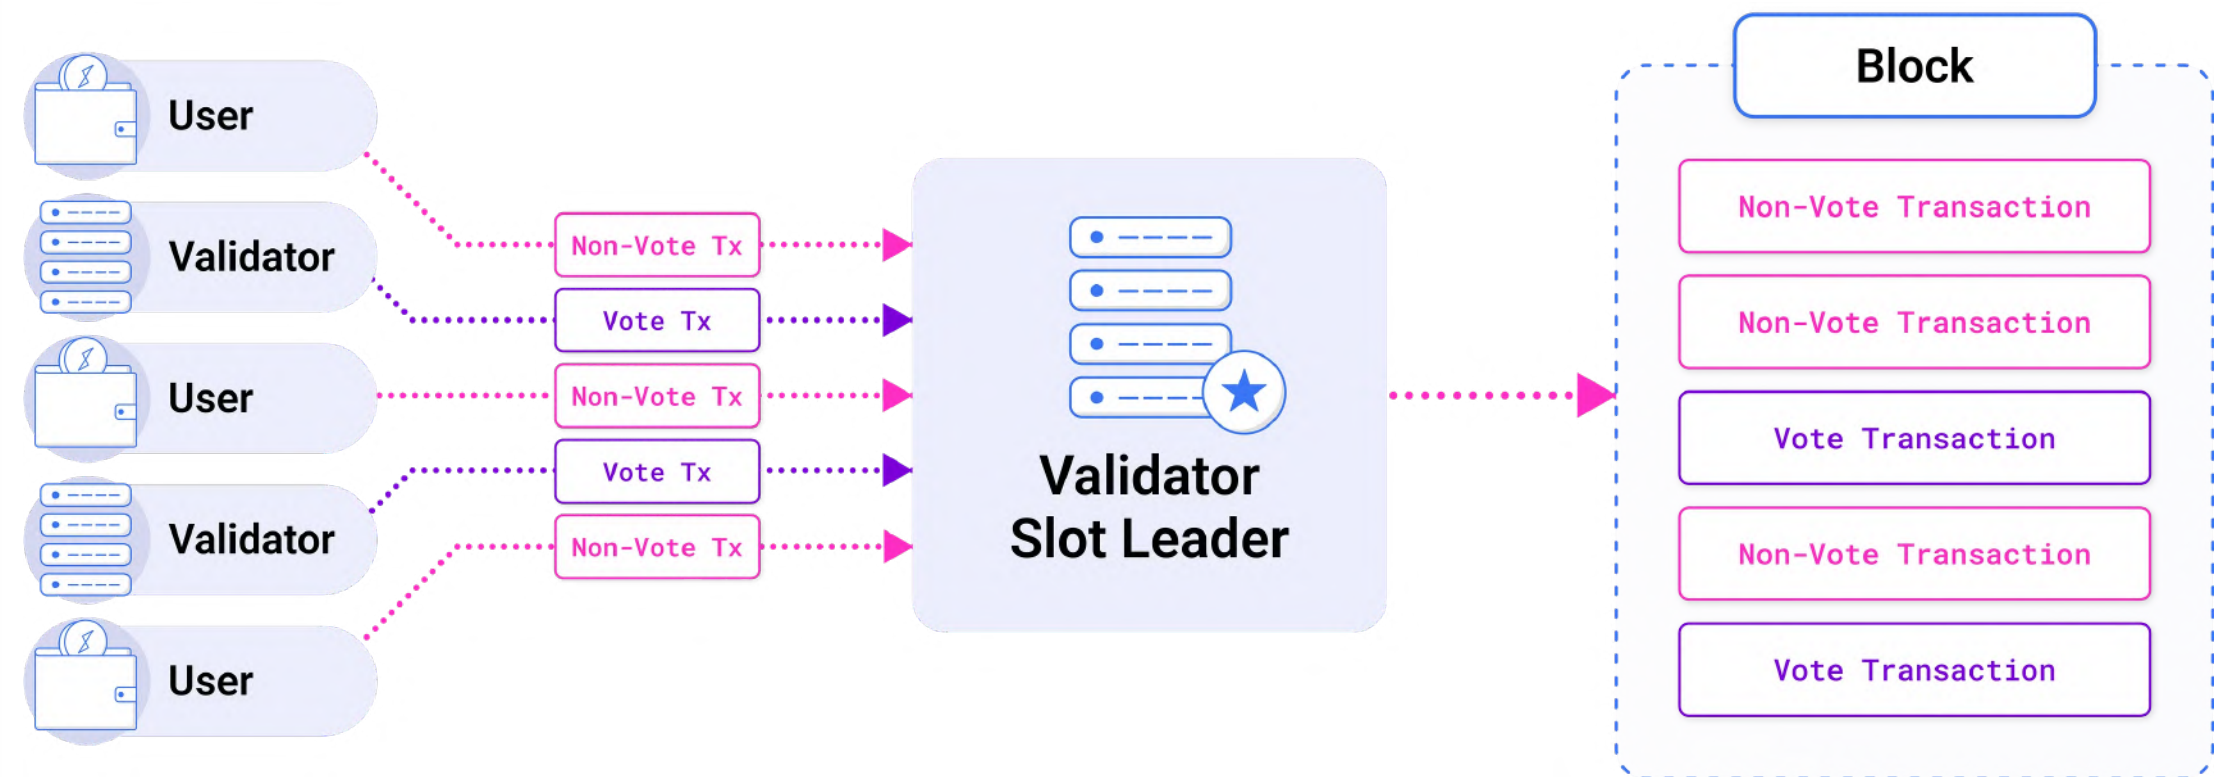 User
Validator
User
Validator
User
Non-Vote Tx
Vote Tx
Non-Vote Tx
Vote Tx
Non-Vote Tx
Validator
Slot Leader
Block
Non-Vote Transaction
Non-Vote Transaction
Vote Transaction
Non-Vote Transaction
Vote Transaction